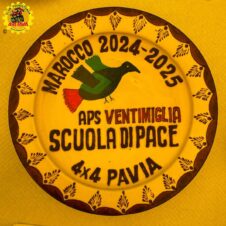 MAROCCO 2024-2025
APS VENTIMIGLIA
SCUOLA DI PACE
4x4 PAVIA